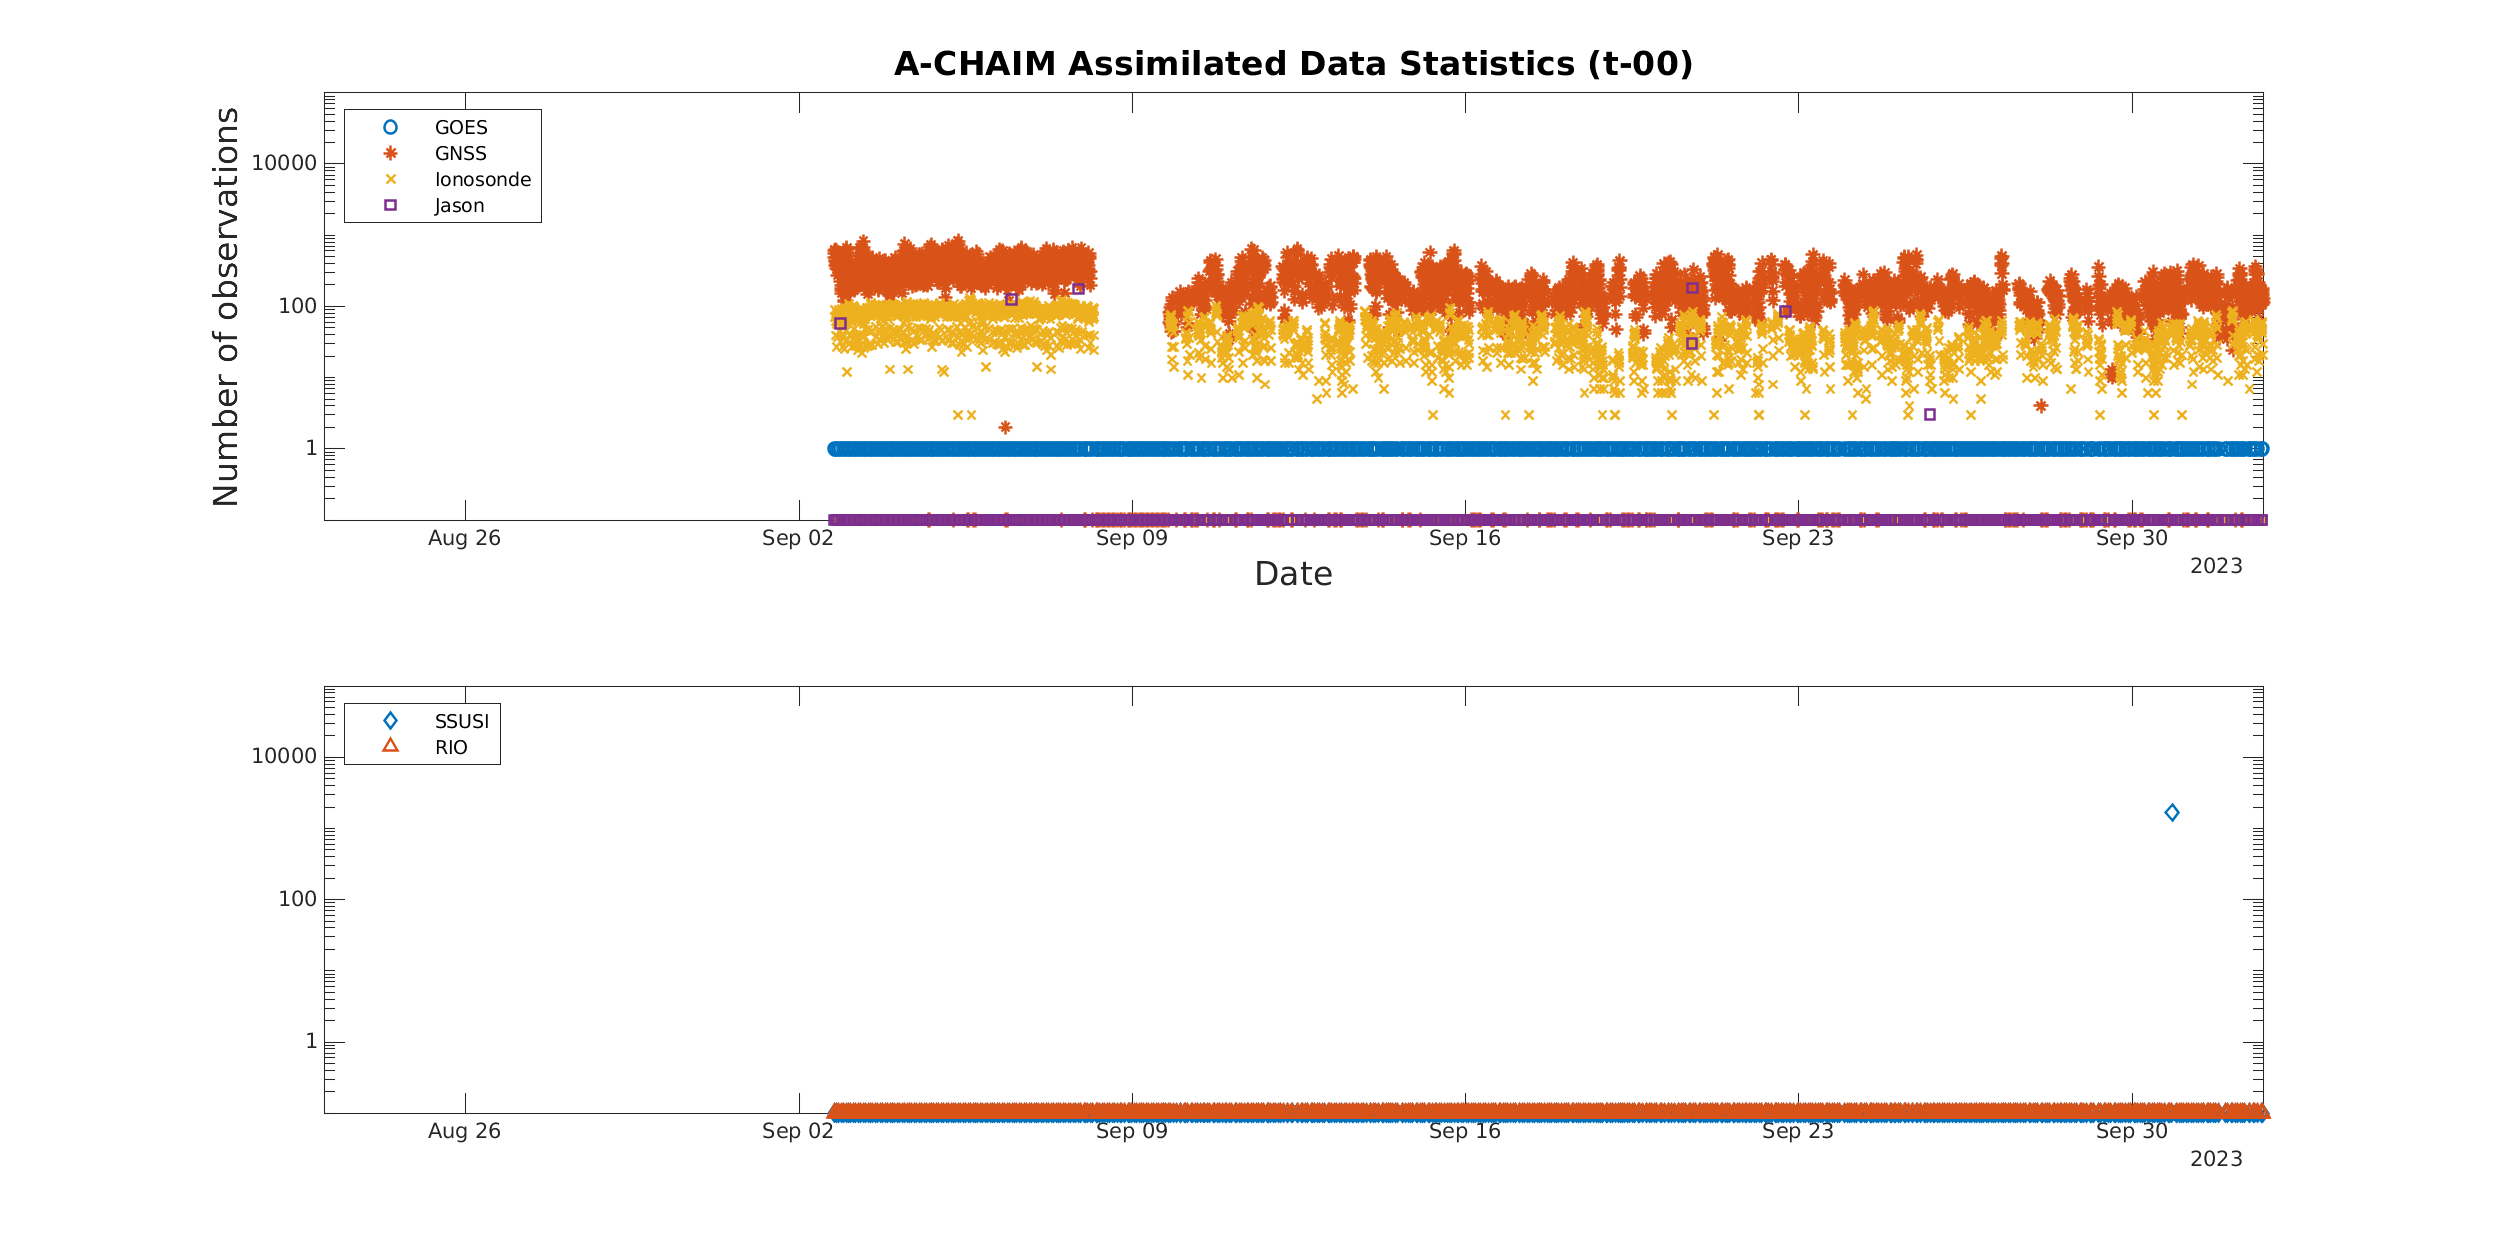 A-CHAIM Assimilated Data Statistics (t-00)
Number of observations
GOES
GNSS
Ionosonde
Jason
10000
100
1
Aug 26
Sep 02
Sep 09
Sep 16
Sep 23
Sep 30
2023
Date
SSUSI
RIO
10000
100
1
Aug 26
Sep 02
Sep 09
Sep 16
Sep 23
Sep 30
2023